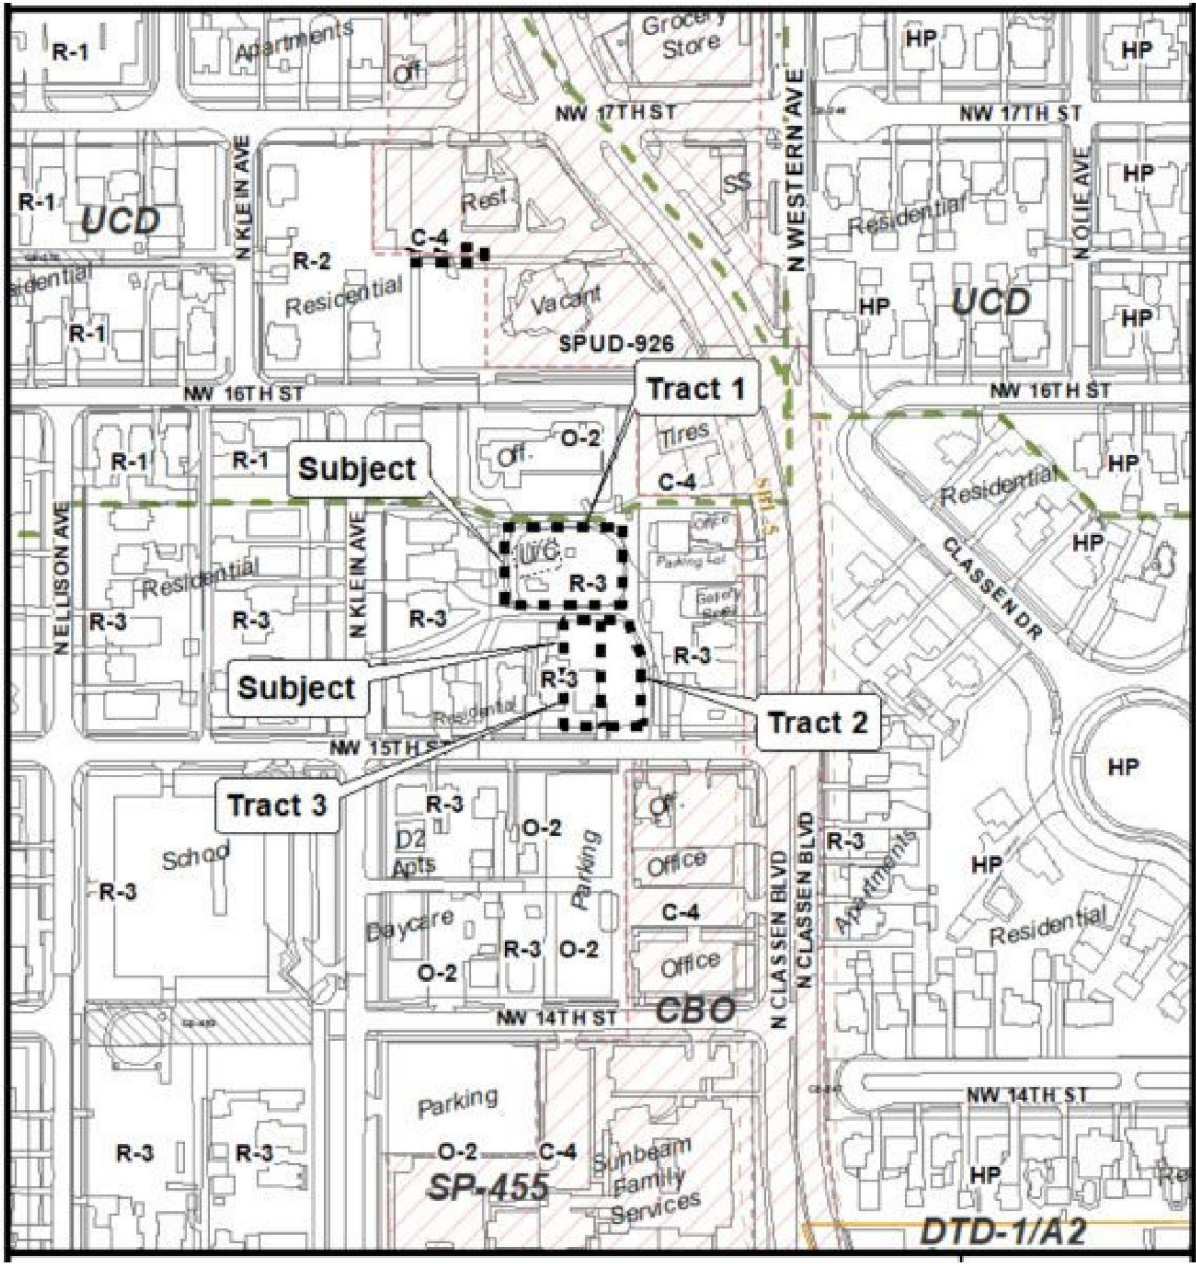 R-1
Apartments
Off.
Grocery
Store
HP
HP
NW 17TH ST
NW 17TH ST
N KLEIN AVE
N WESTERN AVE
N OLIE AVE
R-1
UCD
Rest
SS
HP
Residential
C-4
R-2
Residential
Vacant
HP
UCD
HP
R-1
SPUD-926
NW 16TH ST
Tract 1
NW 16TH ST
R-1
R-1
Subject
Off.
O-2
Tires
C-4
Residential
HP
N ELLISON AVE
N KLEIN AVE
U/C
R-3
Office
Parking Lot
CLASSEN DR
HP
Residential
R-3
R-3
R-3
R-3
Subject
R-3
Residential
Tract 2
NW 15TH ST
HP
Tract 3
R-3
D2
Apts
O-2
Parking
Off.
Office
N CLASSEN BLVD
N CLASSEN BLVD
R-3
Apartments
HP
School
R-3
Daycare
O-2
R-3
O-2
C-4
Office
Residential
CBO
NW 14TH ST
NW 14TH ST
Parking
R-3
R-3
O-2
C-4
Sunbeam
Family
Services
SP-455
HP
DTD-1/A2